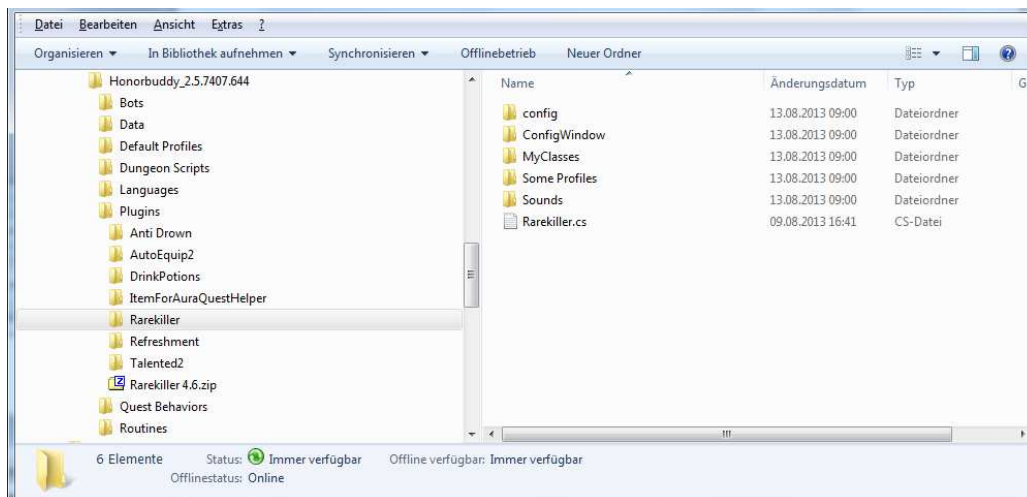 Datei Bearbeiten Ansicht Extras ?
Organisieren In Bibliothek aufnehmen Synchronisieren Offlinebetrieb Neuer Ordner
Honorbuddy_2.5.7407.644
Bots
Data
Default Profiles
Dungeon Scripts
Languages
Plugins
Anti Drown
AutoEquip2
DrinkPotions
ItemForAuraQuestHelper
Rarekiller
Refreshment
Talented2
Rarekiller 4.6.zip
Quest Behaviors
Routines
Name Änderungsdatum Typ G
config 13.08.2013 09:00 Dateiordner
ConfigWindow 13.08.2013 09:00 Dateiordner
MyClasses 13.08.2013 09:00 Dateiordner
Some Profiles 13.08.2013 09:00 Dateiordner
Sounds 13.08.2013 09:00 Dateiordner
Rarekiller.cs 09.08.2013 16:41 CS-Datei
6 Elemente Status: Immer verfügbar Offline verfügbar: Immer verfügbar
Offlinestatus: Online